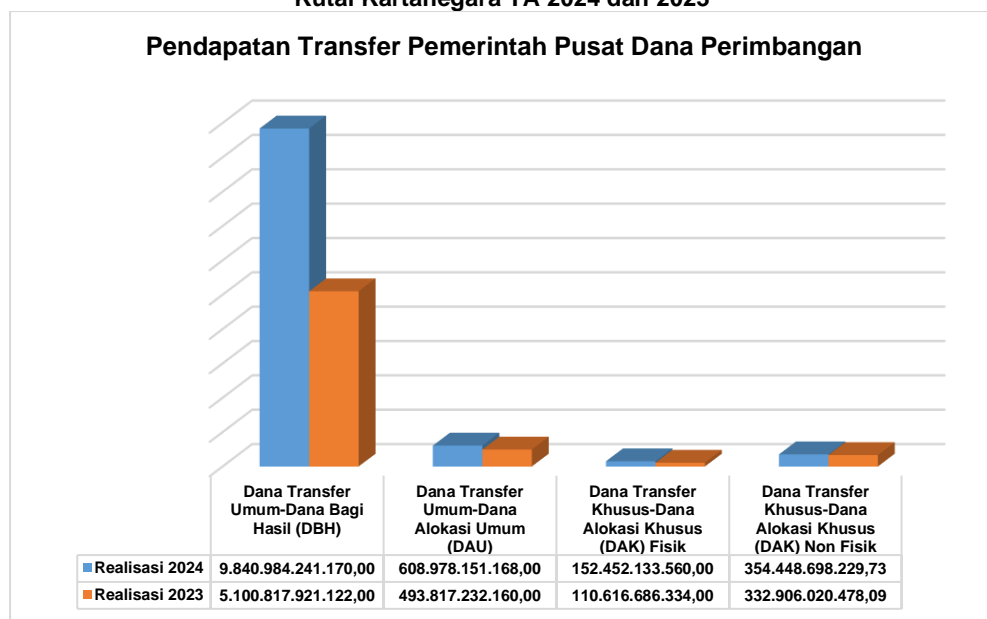 Kutai Kartanegara TA 2024 dan 2023
Pendapatan Transfer Pemerintah Pusat Dana Perimbangan
Dana Transfer
Umum-Dana Bagi
Hasil (DBH)
Dana Transfer
Umum-Dana
Alokasi Umum
(DAU)
Dana Transfer
Khusus-Dana
Alokasi Khusus
(DAK) Fisik
Dana Transfer
Khusus-Dana
Alokasi Khusus
(DAK) Non Fisik
Realisasi 2024 9.840.984.241.170,00 608.978.151.168,00 152.452.133.560,00 354.448.698.229,73
Realisasi 2023 5.100.817.921.122,00 493.817.232.160,00 110.616.686.334,00 332.906.020.478,09